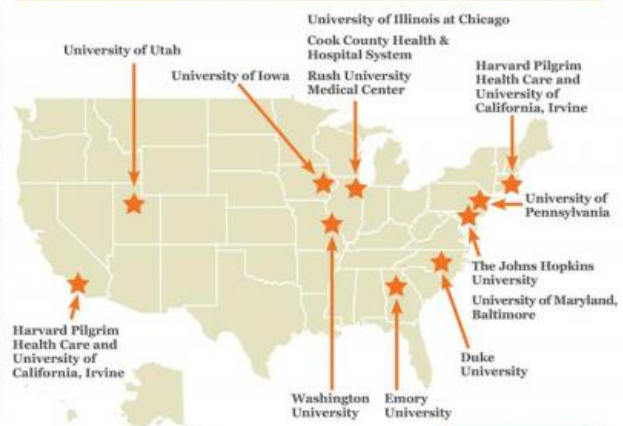 University of Illinois at Chicago
Cook County Health &
Hospital System
Rush University
Medical Center
University of Utah
University of Iowa
Harvard Pilgrim
Health Care and
University of
California, Irvine
University of
Pennsylvania
The Johns Hopkins
University
University of Maryland,
Baltimore
Harvard Pilgrim
Health Care and
University of
California, Irvine
Duke
University
Washington
University
Emory
University